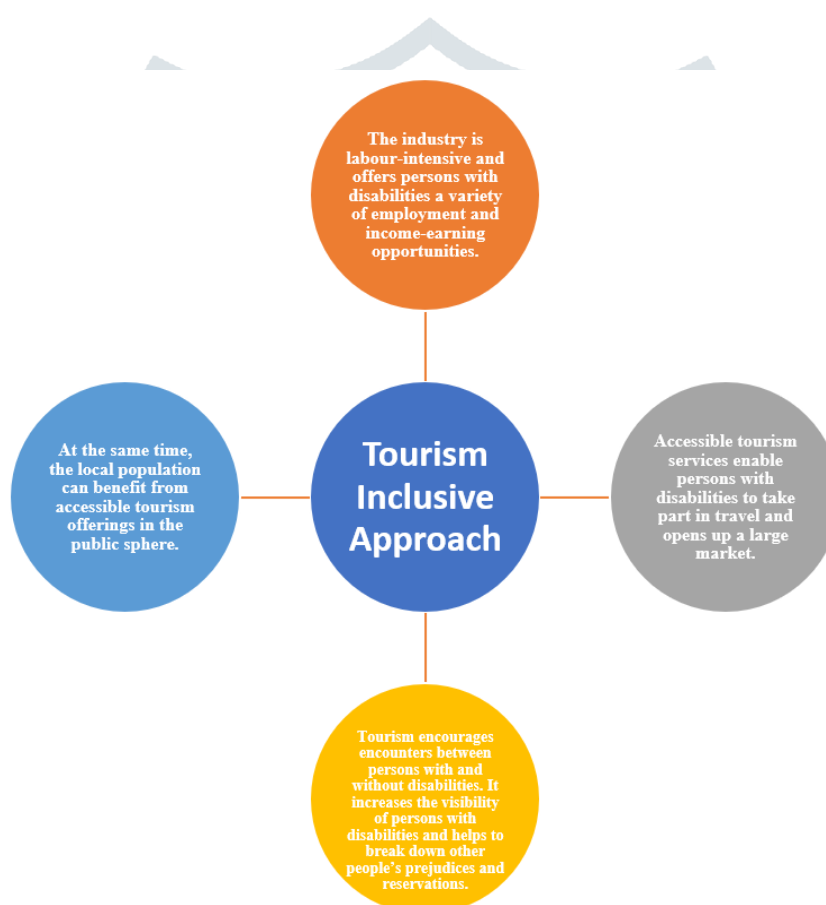 The industry is
labour-intensive and
offers persons with
disabilities a variety
of employment and
income-earning
opportunities.
At the same time,
the local population
can benefit from
accessible tourism
offerings in the
public sphere.
Tourism
Inclusive
Approach
Accessible tourism
services enable
persons with
disabilities to take
part in travel and
opens up a large
market.
Tourism encourages
encounters between
persons with and
without disabilities. It
increases the visibility
of persons with
disabilities and helps to
break down other
people’s prejudices and
reservations.